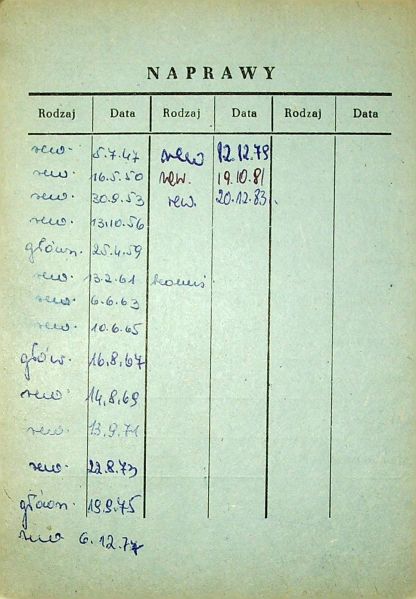 NAPRAWY
Rodzaj Data Rodzaj Data Rodzaj Data
rew. 5.7.47 rew 12.12.79
rew. 16.5.50 rew. 19.10.81
rew. 30.9.53 rew. 20.12.83.
rew. 13.10.56
główn. 25.4.59
rew. 13.2.61
rew. 6.6.63
rew. 10.6.65
głów. 16.8.67
rew. 14.8.69
rew. 13.9.71
rew. 22.8.73
główn. 19.9.75
rew 6.12.77